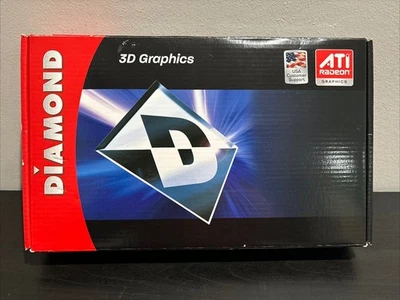 DIAMOND
3D Graphics
USA
Customer
Support
ATI
RADEON
GRAPHICS
D